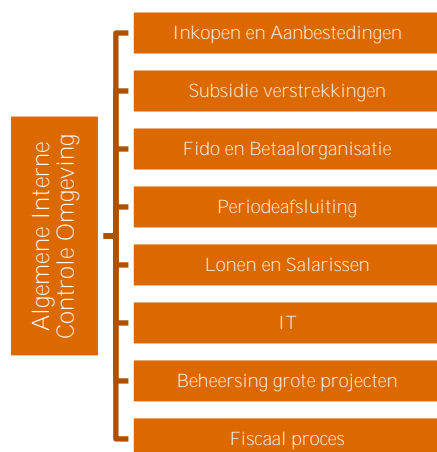 Algemene Interne
Controle Omgeving
Inkopen en Aanbestedingen
Subsidie verstrekkingen
Fido en Betaalorganisatie
Periodeafsluiting
Lonen en Salarissen
IT
Beheersing grote projecten
Fiscaal proces